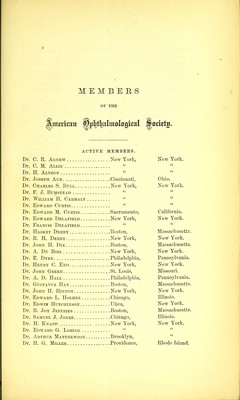 MEMBERS
OF THE
American Ophthalmological Society.
ACTIVE MEMBERS.
Dr. C. R. Agnew................New York, New York.
Dr. C. M. Allin................ " "
Dr. H. Althof................ " "
Dr. Joseph Aub................Cincinnati, Ohio.
Dr. Charles S. Bull................New York, New York.
Dr. F. J. Bumstead................ " "
Dr. William H. Carmalt................ " "
Dr. Edward Curtis................ " "
Dr. Edward M. Curtis................Sacramento, California.
Dr. Edward Delafield................New York, New York.
Dr. Francis Delafield................ " "
Dr. Hasket Derby................Boston, Massachusetts.
Dr. R. H. Derby................New York, New York.
Dr. John H. Dix................Boston, Massachusetts.
Dr. A. Du Bois................New York, New York.
Dr. E. Dyer................Philadelphia, Pennsylvania.
Dr. Henry C. Eno................New York, New York.
Dr. John Green................St. Louis, Missouri.
Dr. A. D. Hall................Philadelphia, Pennsylvania.
Dr. Gustavus Hay................Boston, Massachusetts.
Dr. John H. Hinton................New York, New York.
Dr. Edward L. Holmes................Chicago, Illinois.
Dr. Edwin Hutchinson................Utica, New York.
Dr. B. Joy Jeffries................Boston, Massachusetts.
Dr. Samuel J. Jones................Chicago, Illinois.
Dr. H. Knapp................New York, New York.
Dr. Edward G. Loring................ " "
Dr. Arthur Matthewson................Brooklyn, "
Dr. H. G. Miller................Providence, Rhode Island.